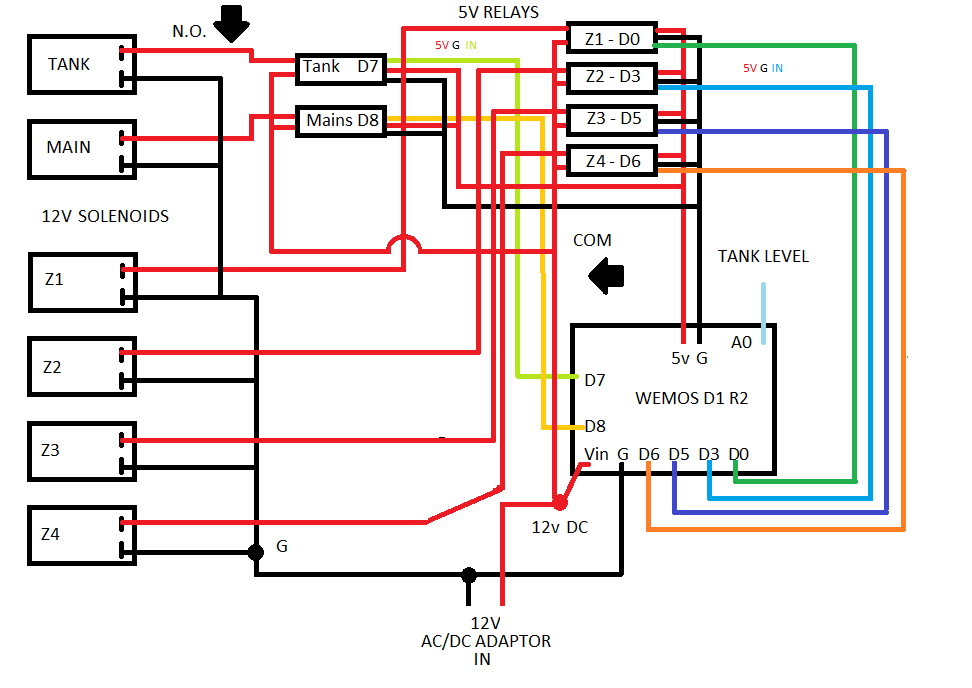 5V RELAYS
N.O.
5V G IN
TANK
Tank D7
Z1 - D0
Z2 - D3
5V G IN
MAIN
Mains D8
Z3 - D5
Z4 - D6
12V SOLENOIDS
COM
TANK LEVEL
Z1
A0
5v G
Z2
D7
WEMOS D1 R2
D8
Z3
Vin G D6 D5 D3 D0
Z4
12v DC
G
12V
AC/DC ADAPTOR
IN